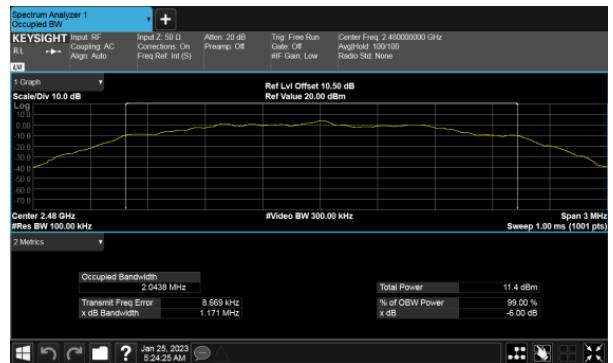 Spectrum Analyzer 1
Occupied BW
+
KEYSIGHT Input: RF Input Z: 50 Ω Atten: 20 dB Trig: Free Run Center Freq: 2.480000000 GHz
RL Coupling: AC Corrections: On Preamp: Off Gate: Off Avg|Hold: 100/100
Align: Auto Freq Ref: Int (S) #IF Gain: Low Radio Std: None
LXI
1 Graph Ref Lvl Offset 10.50 dB
Scale/Div 10.0 dB Ref Value 20.00 dBm
Log
10.0
0.00
-10.0
-20.0
-30.0
-40.0
-50.0
-60.0
-70.0
Center 2.48 GHz #Video BW 300.00 kHz Span 3 MHz
#Res BW 100.00 kHz Sweep 1.00 ms (1001 pts)
2 Metrics
Occupied Bandwidth
2.0438 MHz Total Power 11.4 dBm
Transmit Freq Error 8.669 kHz % of OBW Power 99.00 %
x dB Bandwidth 1.171 MHz x dB -6.00 dB
? Jan 25, 2023
5:24:25 AM